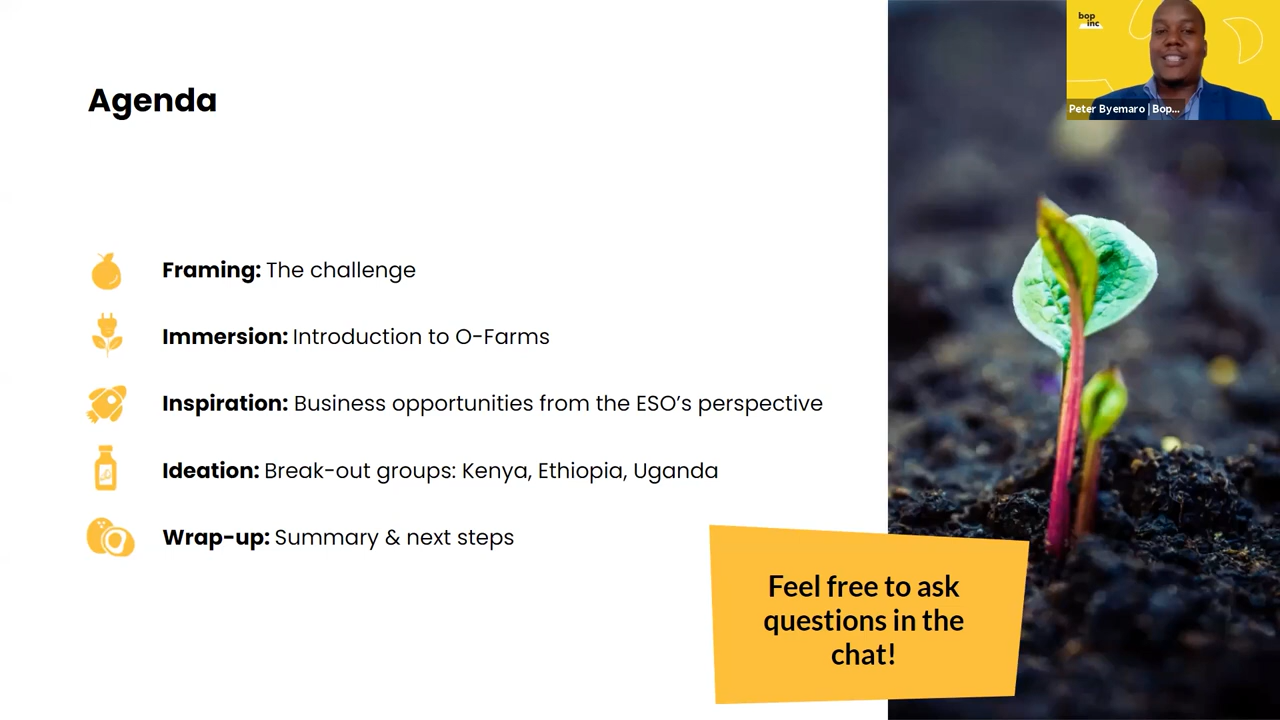 Agenda
Framing: The challenge
Immersion: Introduction to O-Farms
Inspiration: Business opportunities from the ESO's perspective
Ideation: Break-out groups: Kenya, Ethiopia, Uganda
Wrap-up: Summary & next steps
Feel free to ask
questions in the
chat!
bop
inc
Peter Byemaro | Bop...